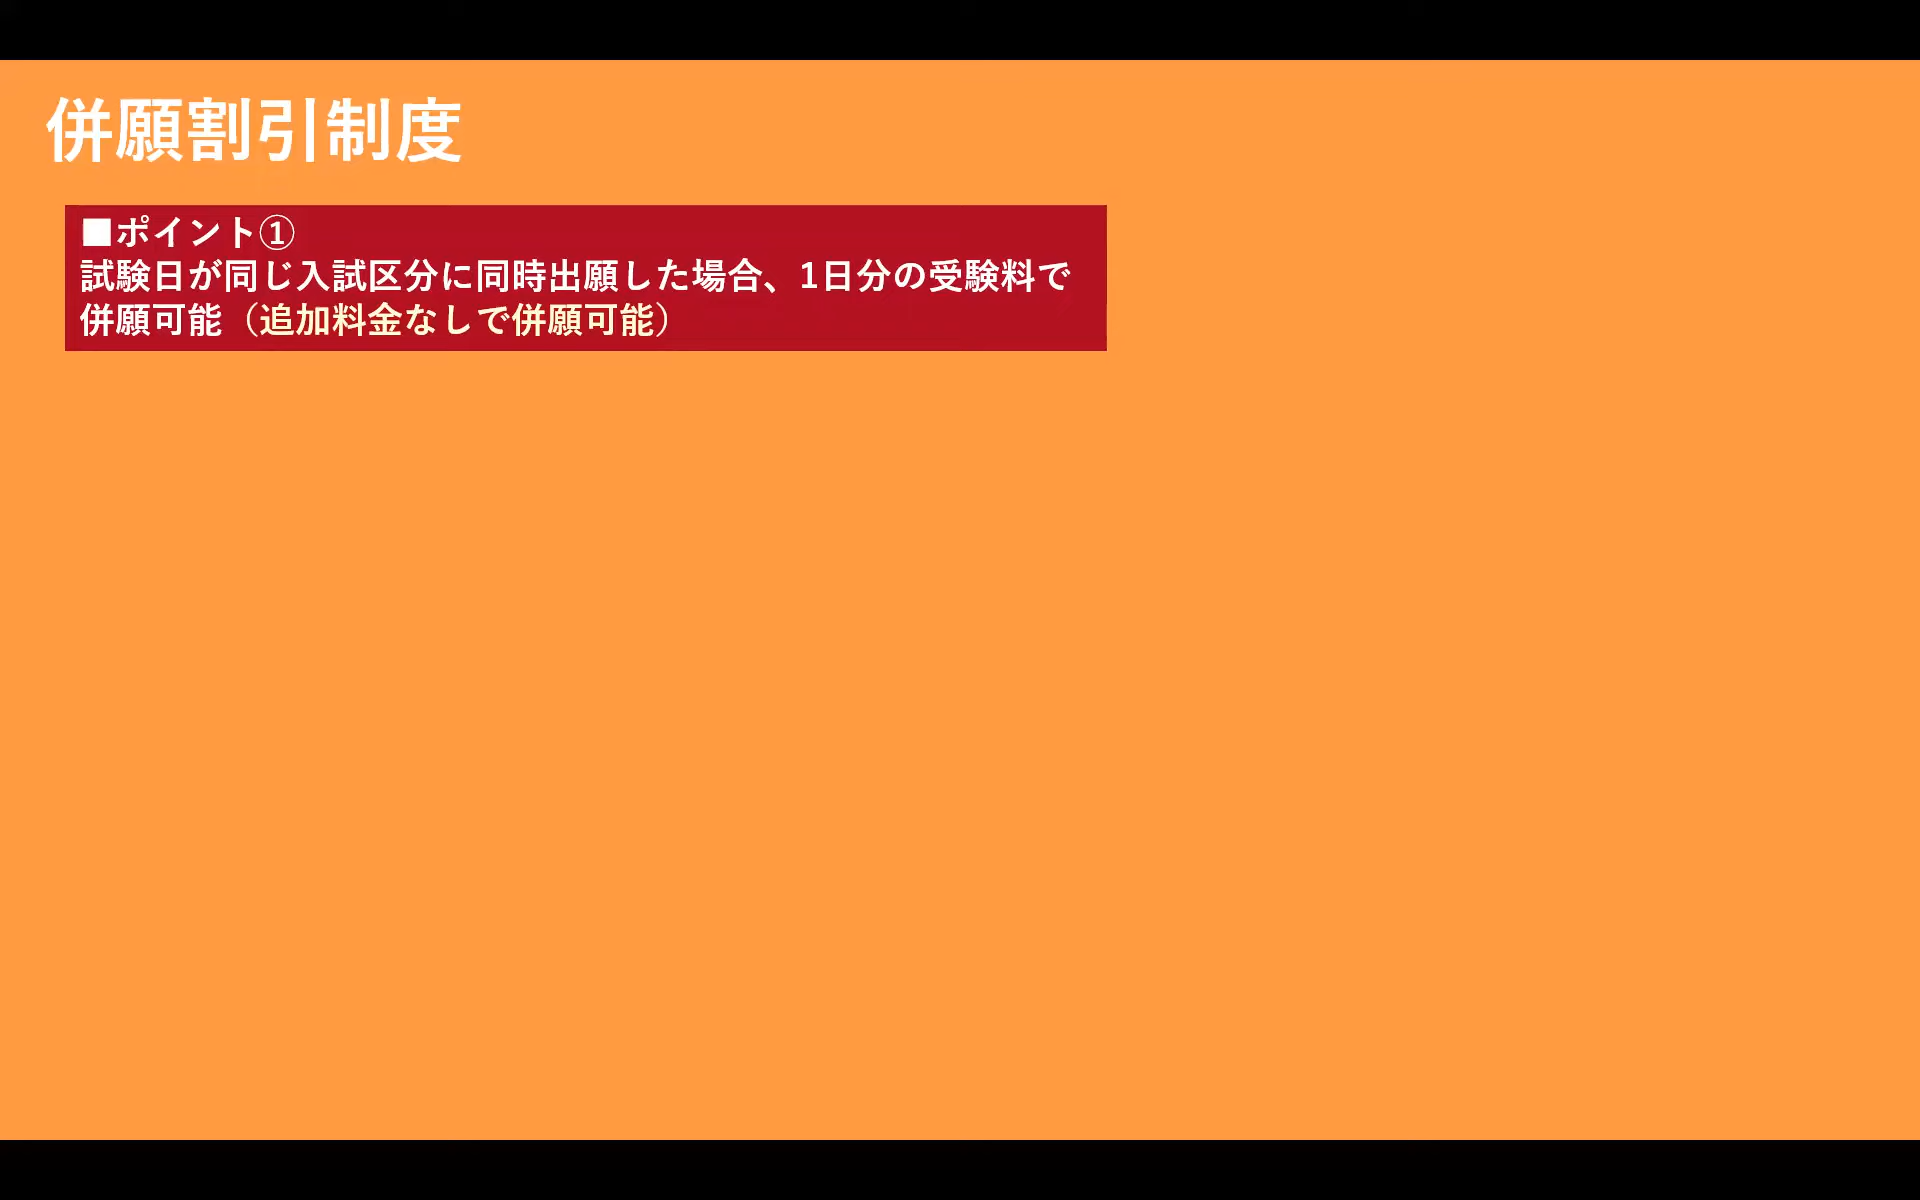 併願割引制度
■ポイント①
試験日が同じ入試区分に同時出願した場合、1日分の受験料で
併願可能（追加料金なしで併願可能）